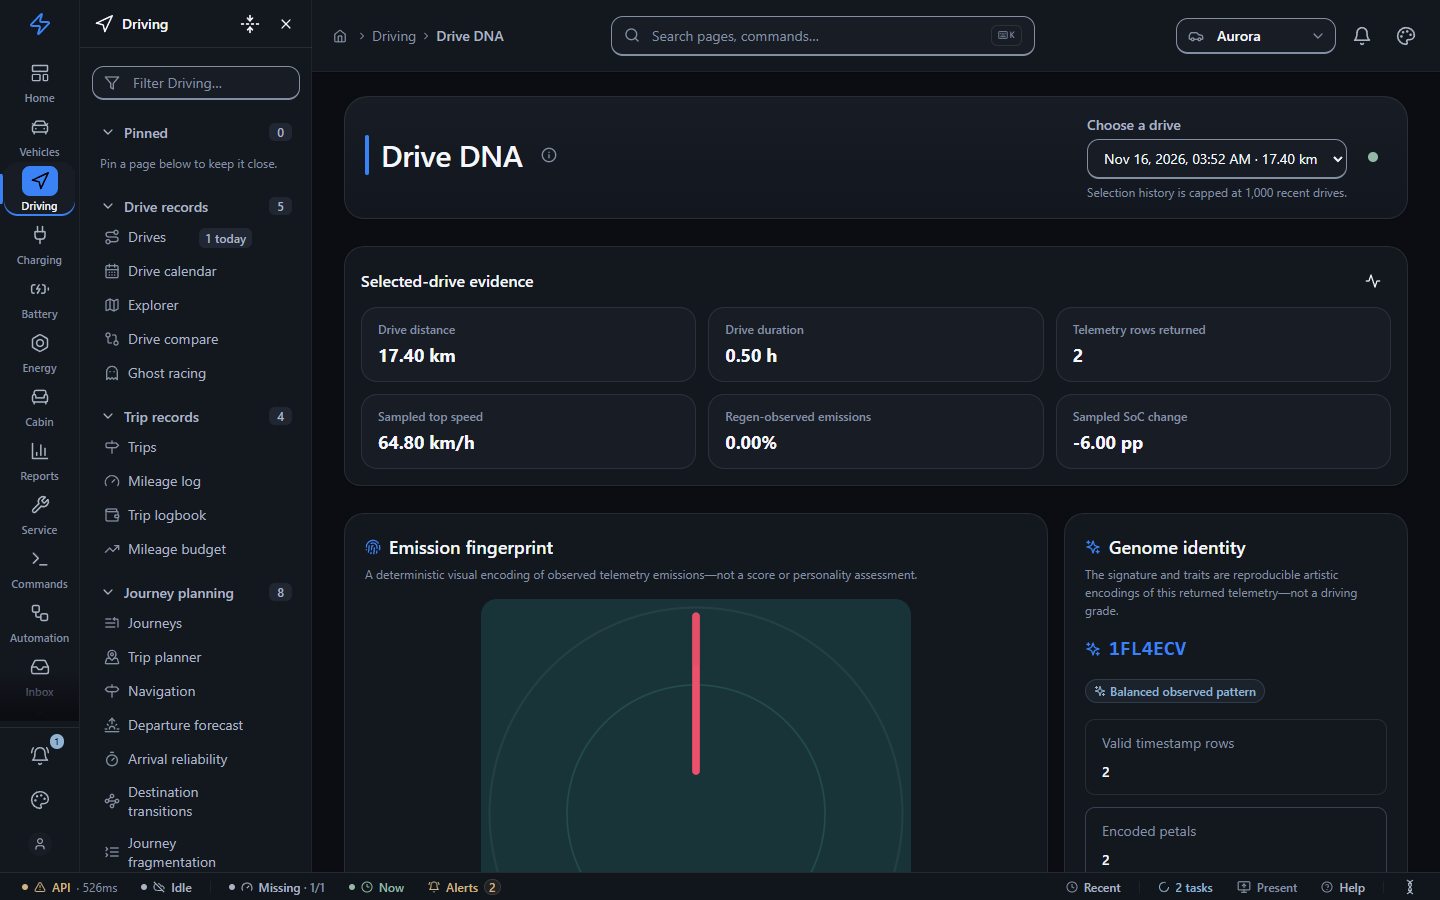 Home
Vehicles
Driving
Charging
Battery
Energy
Cabin
Reports
Service
Commands
Automation
Inbox
1
Driving
Filter Driving...
Pinned 0
Pin a page below to keep it close.
Drive records 5
Drives 1 today
Drive calendar
Explorer
Drive compare
Ghost racing
Trip records 4
Trips
Mileage log
Trip logbook
Mileage budget
Journey planning 8
Journeys
Trip planner
Navigation
Departure forecast
Arrival reliability
Destination
transitions
Journey
fragmentation
Driving
Drive DNA
Search pages, commands...
K
Aurora
Drive DNA
Choose a drive
Nov 16, 2026, 03:52 AM · 17.40 km
Selection history is capped at 1,000 recent drives.
Selected-drive evidence
Drive distance
17.40 km
Drive duration
0.50 h
Telemetry rows returned
2
Sampled top speed
64.80 km/h
Regen-observed emissions
0.00%
Sampled SoC change
-6.00 pp
Emission fingerprint
A deterministic visual encoding of observed telemetry emissions—not a score or personality assessment.
Genome identity
The signature and traits are reproducible artistic
encodings of this returned telemetry—not a driving
grade.
1FL4ECV
Balanced observed pattern
Valid timestamp rows
2
Encoded petals
2
API · 526ms
Idle
Missing · 1/1
Now
Alerts 2
Recent
2 tasks
Present
Help